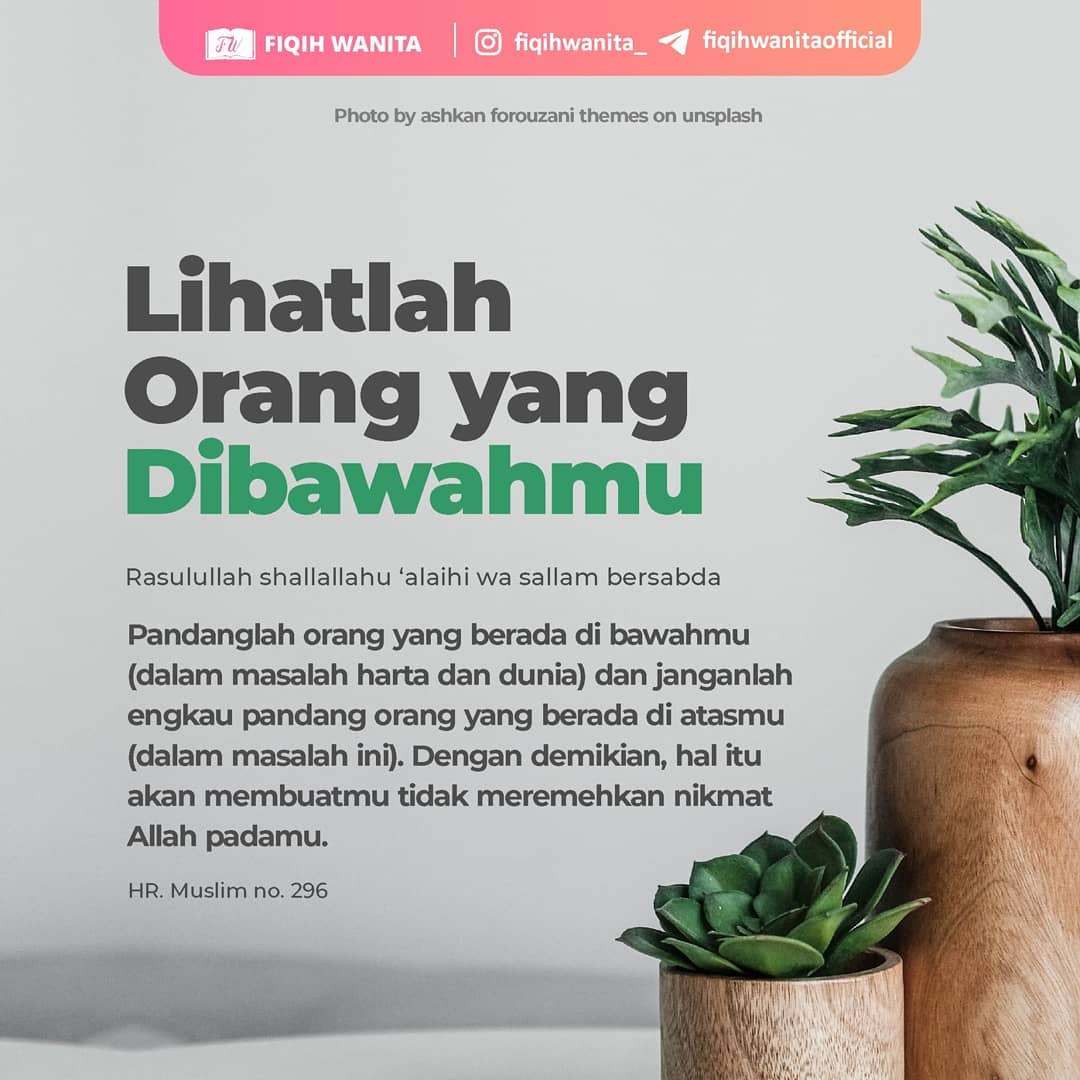 FW FIQIH WANITA fiqihwanita_ fiqihwanitaofficial
Photo by ashkan forouzani themes on unsplash
Lihatlah
Orang yang
Dibawahmu
Rasulullah shallallahu ‘alaihi wa sallam bersabda
Pandanglah orang yang berada di bawahmu
(dalam masalah harta dan dunia) dan janganlah
engkau pandang orang yang berada di atasmu
(dalam masalah ini). Dengan demikian, hal itu
akan membuatmu tidak meremehkan nikmat
Allah padamu.
HR. Muslim no. 296